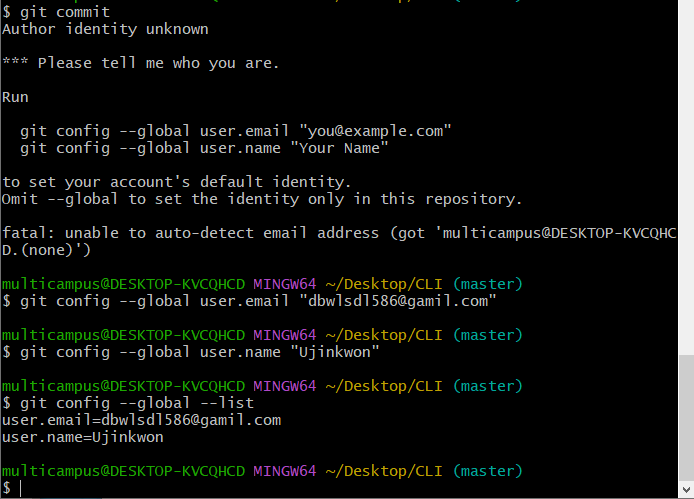 $ git commit
Author identity unknown
*** Please tell me who you are.
Run
git config --global user.email "you@example.com"
git config --global user.name "Your Name"
to set your account's default identity.
Omit --global to set the identity only in this repository.
fatal: unable to auto-detect email address (got 'multicampus@DESKTOP-KVCQHC
D.(none)')
multicampus@DESKTOP-KVCQHCD MINGW64 ~/Desktop/CLI (master)
$ git config --global user.email "dbwlsdl586@gamil.com"
multicampus@DESKTOP-KVCQHCD MINGW64 ~/Desktop/CLI (master)
$ git config --global user.name "Ujinkwon"
multicampus@DESKTOP-KVCQHCD MINGW64 ~/Desktop/CLI (master)
$ git config --global --list
user.email=dbwlsdl586@gamil.com
user.name=Ujinkwon
multicampus@DESKTOP-KVCQHCD MINGW64 ~/Desktop/CLI (master)
$